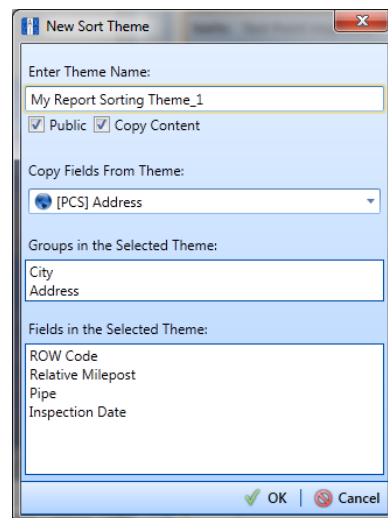 New Sort Theme
Enter Theme Name:
My Report Sorting Theme_1
Public Copy Content
Copy Fields From Theme:
[PCS] Address
Groups in the Selected Theme:
City
Address
Fields in the Selected Theme:
ROW Code
Relative Milepost
Pipe
Inspection Date
OK Cancel